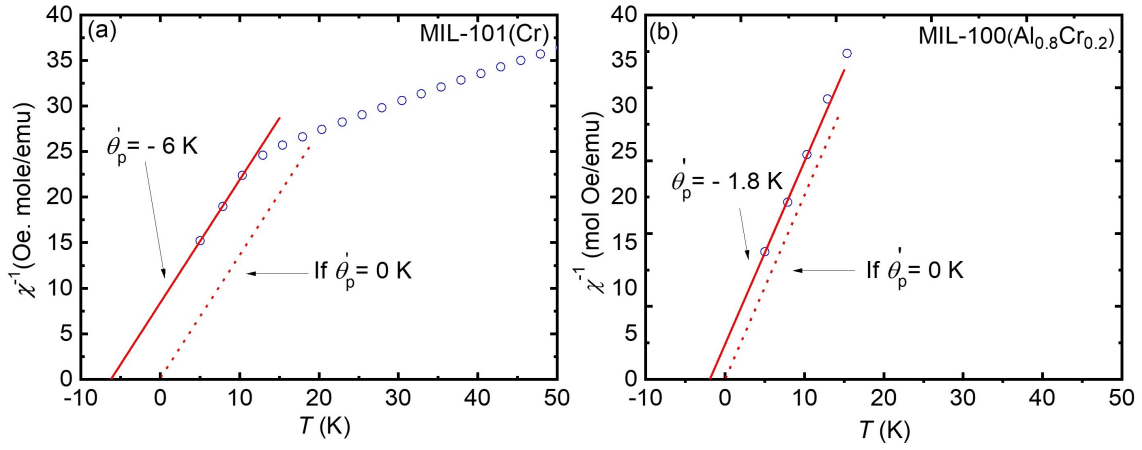 (a)
MIL-101(Cr)
χ⁻¹(Oe. mole/emu)
40
35
30
25
20
15
10
5
0
θ'p= - 6 K
If θ'p= 0 K
-10 0 10 20 30 40 50
T (K)
(b)
MIL-100(Al0.8Cr0.2)
χ⁻¹ (mol Oe/emu)
35
30
25
20
15
10
5
0
θ'p= - 1.8 K
If θ'p= 0 K
-10 0 10 20 30 40 50
T (K)